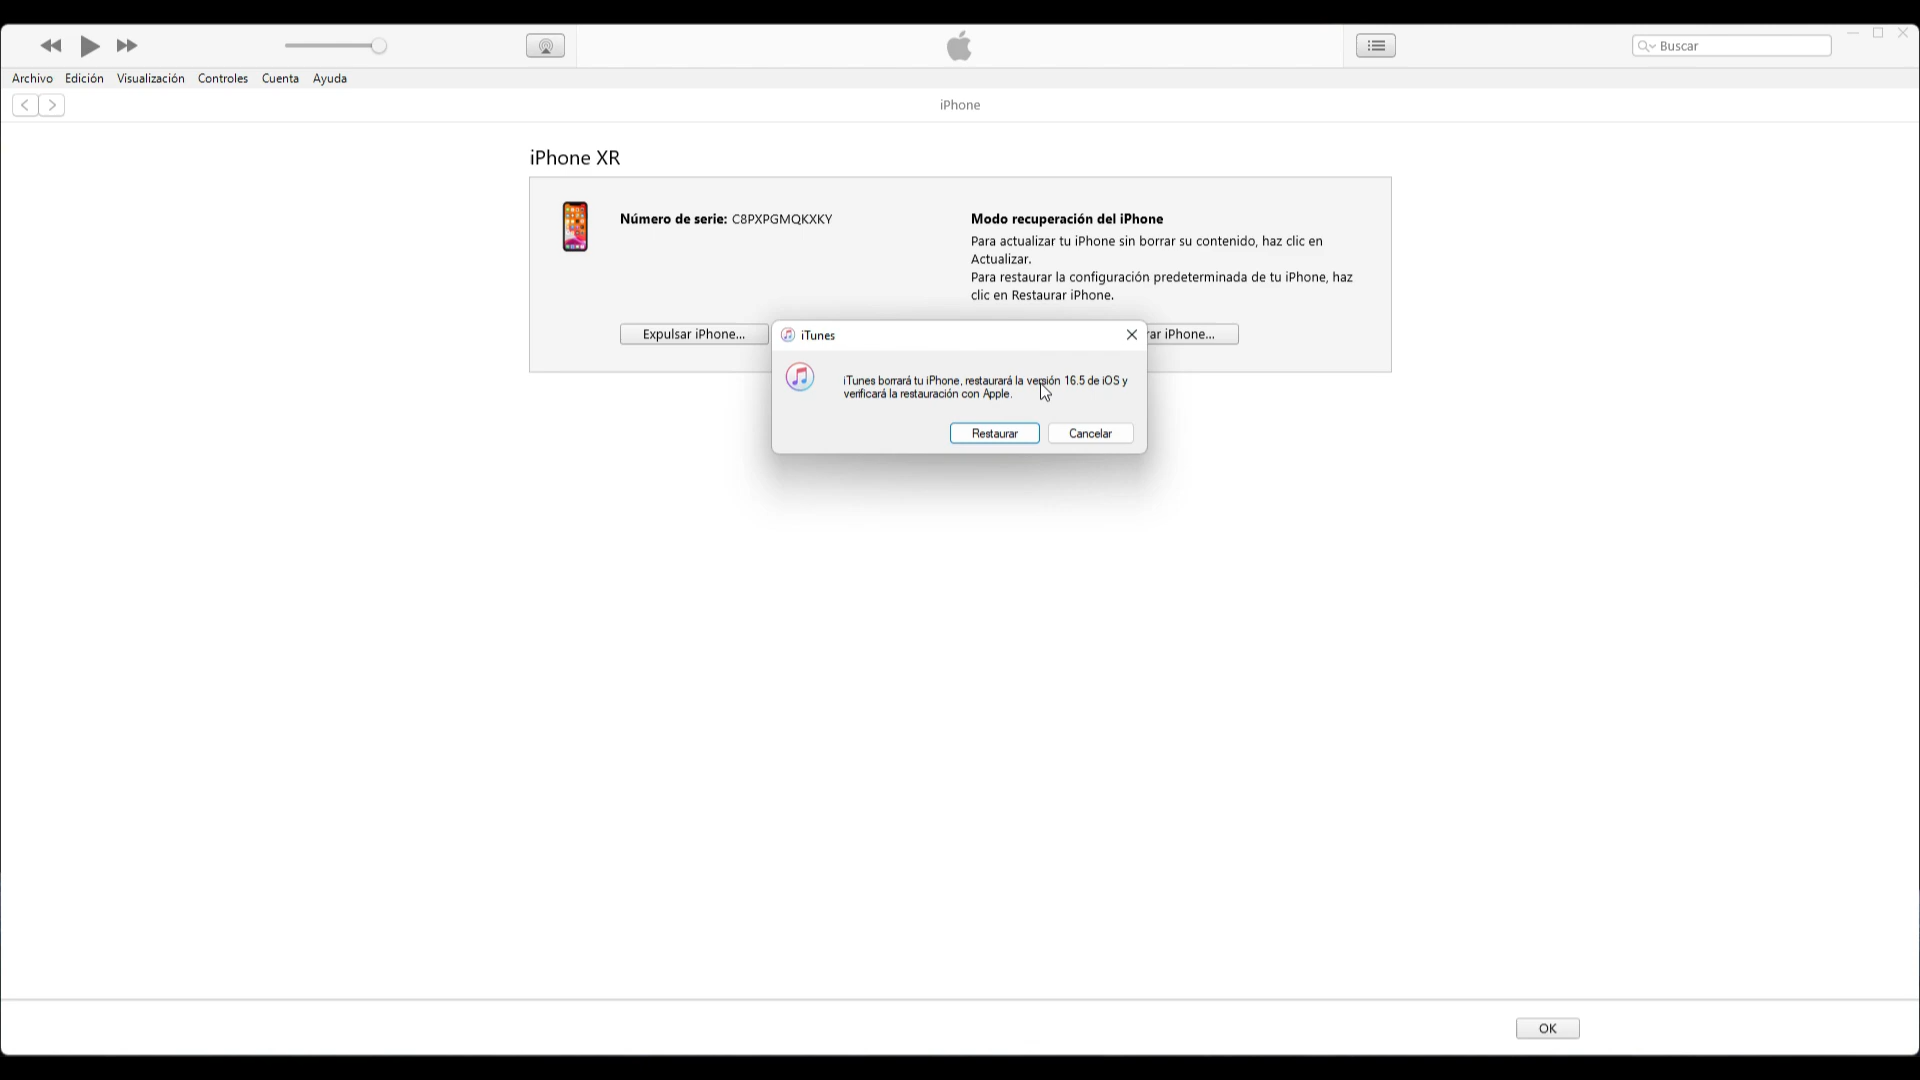 Buscar
Archivo Edición Visualización Controles Cuenta Ayuda
iPhone
iPhone XR
Número de serie: C8PXPGMQKXKY
Modo recuperación del iPhone
Para actualizar tu iPhone sin borrar su contenido, haz clic en
Actualizar.
Para restaurar la configuración predeterminada de tu iPhone, haz
clic en Restaurar iPhone.
Expulsar iPhone...
rar iPhone...
iTunes
iTunes borrará tu iPhone, restaurará la versión 16.5 de iOS y
verificará la restauración con Apple.
Restaurar Cancelar
OK